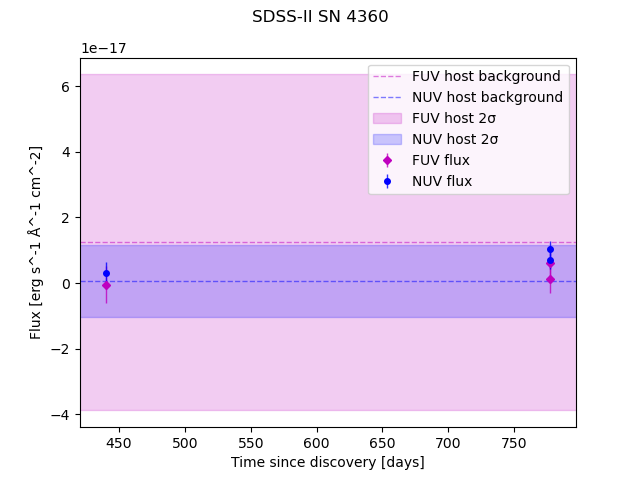 SDSS-II SN 4360
1e−17
FUV host background
NUV host background
FUV host 2σ
NUV host 2σ
FUV flux
NUV flux
6
4
2
0
−2
−4
Flux [erg s^-1 Å^-1 cm^-2]
450 500 550 600 650 700 750
Time since discovery [days]